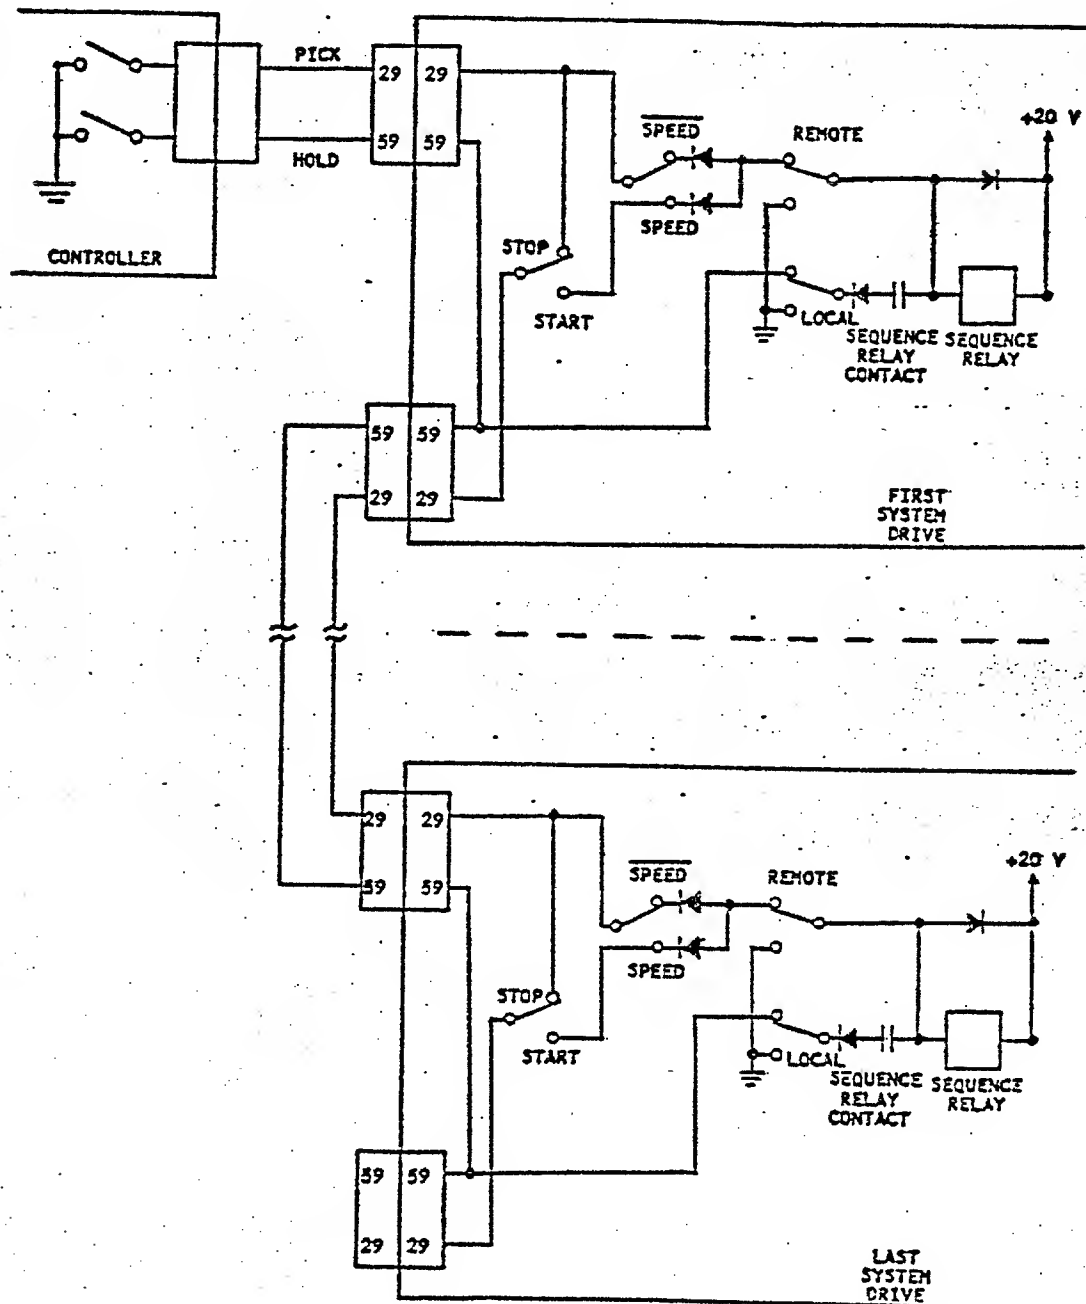 PICK
29 29
59 59
HOLD
CONTROLLER
SPEED
SPEED
REMOTE
+20 V
STOP
START
LOCAL
SEQUENCE
RELAY
CONTACT
SEQUENCE
RELAY
59 59
29 29
FIRST
SYSTEM
DRIVE
29 29
59 59
SPEED
SPEED
REMOTE
+20 V
STOP
START
LOCAL
SEQUENCE
RELAY
CONTACT
SEQUENCE
RELAY
59 59
29 29
LAST
SYSTEM
DRIVE